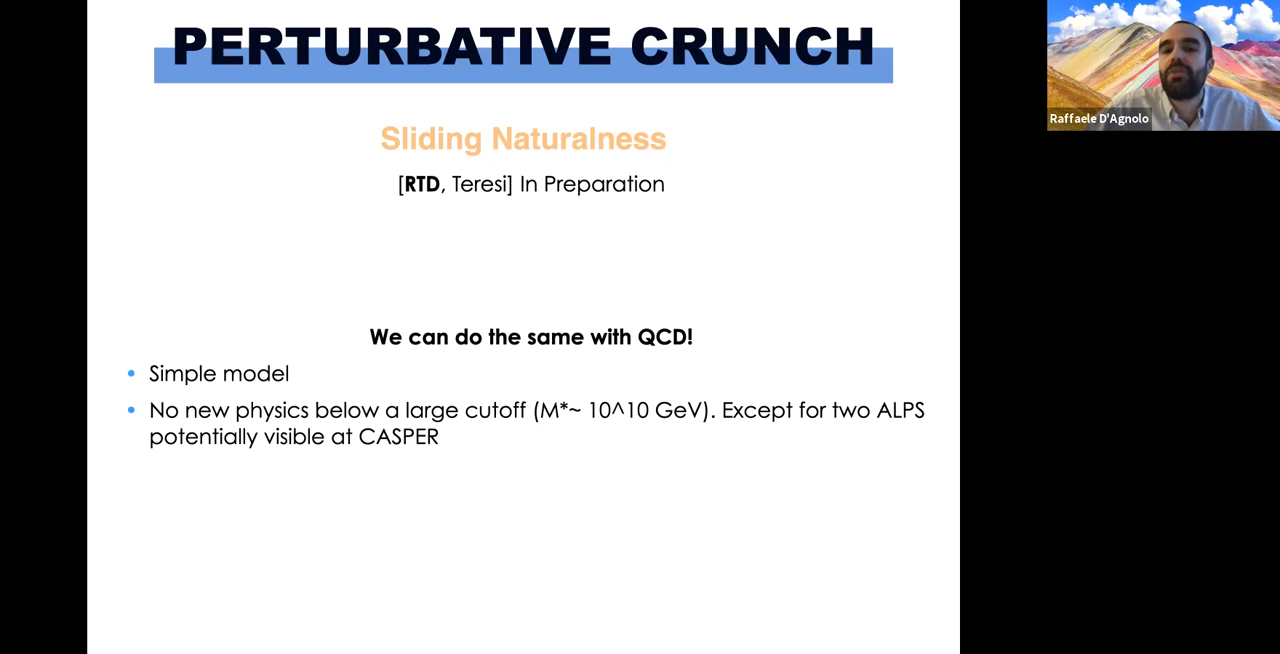 PERTURBATIVE CRUNCH
Raffaele D'Agnolo
Sliding Naturalness
[RTD, Teresi] In Preparation
We can do the same with QCD!
• Simple model
• No new physics below a large cutoff (M*~ 10^10 GeV). Except for two ALPS
potentially visible at CASPER